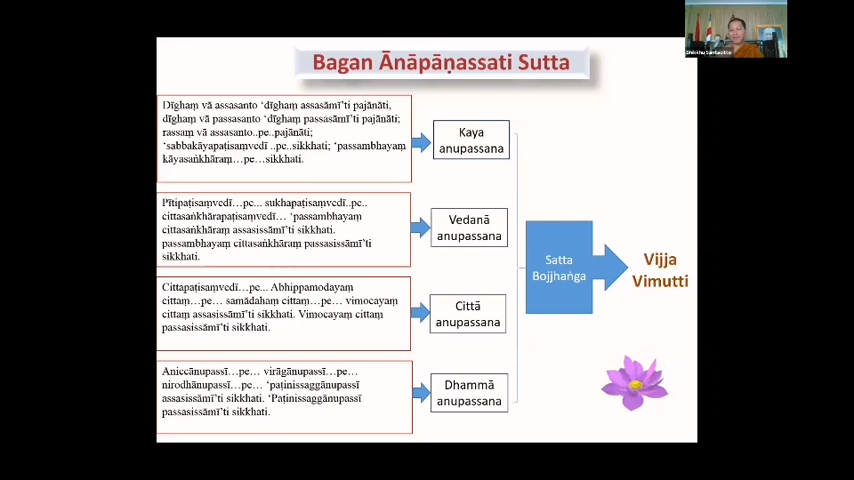 Bagan Ānāpāṇassati Sutta
Dīghaṃ vā assasanto ‘dīghaṃ assasāmī’ti pajānāti,
dīghaṃ vā passasanto ‘dīghaṃ passasāmī’ti pajānāti;
rassaṃ vā assasanto..pe..pajānāti;
‘sabbakāyapaṭisaṃvedī ..pe..sikkhati; ‘passambhayaṃ
kāyasaṅkhāraṃ…pe…sikkhati.
Kaya
anupassana
Pītipaṭisaṃvedī…pe... sukhapaṭisaṃvedī..pe..
cittasaṅkhārapaṭisaṃvedī… ‘passambhayaṃ
cittasaṅkhāraṃ assasissāmī’ti sikkhati.
passambhayaṃ cittasaṅkhāraṃ passasissāmī’ti
sikkhati.
Vedanā
anupassana
Cittapaṭisaṃvedī…pe... Abhippamodayaṃ
cittaṃ…pe… samādahaṃ cittaṃ…pe… vimocayaṃ
cittaṃ assasissāmī’ti sikkhati. Vimocayaṃ cittaṃ
passasissāmī’ti sikkhati.
Cittā
anupassana
Aniccānupassī…pe… virāgānupassī…pe…
nirodhānupassī…pe… ‘paṭinissaggānupassī
assasissāmī’ti sikkhati. ‘Paṭinissaggānupassī
passasissāmī’ti sikkhati.
Dhammā
anupassana
Satta
Bojjhaṅga
Vijja
Vimutti